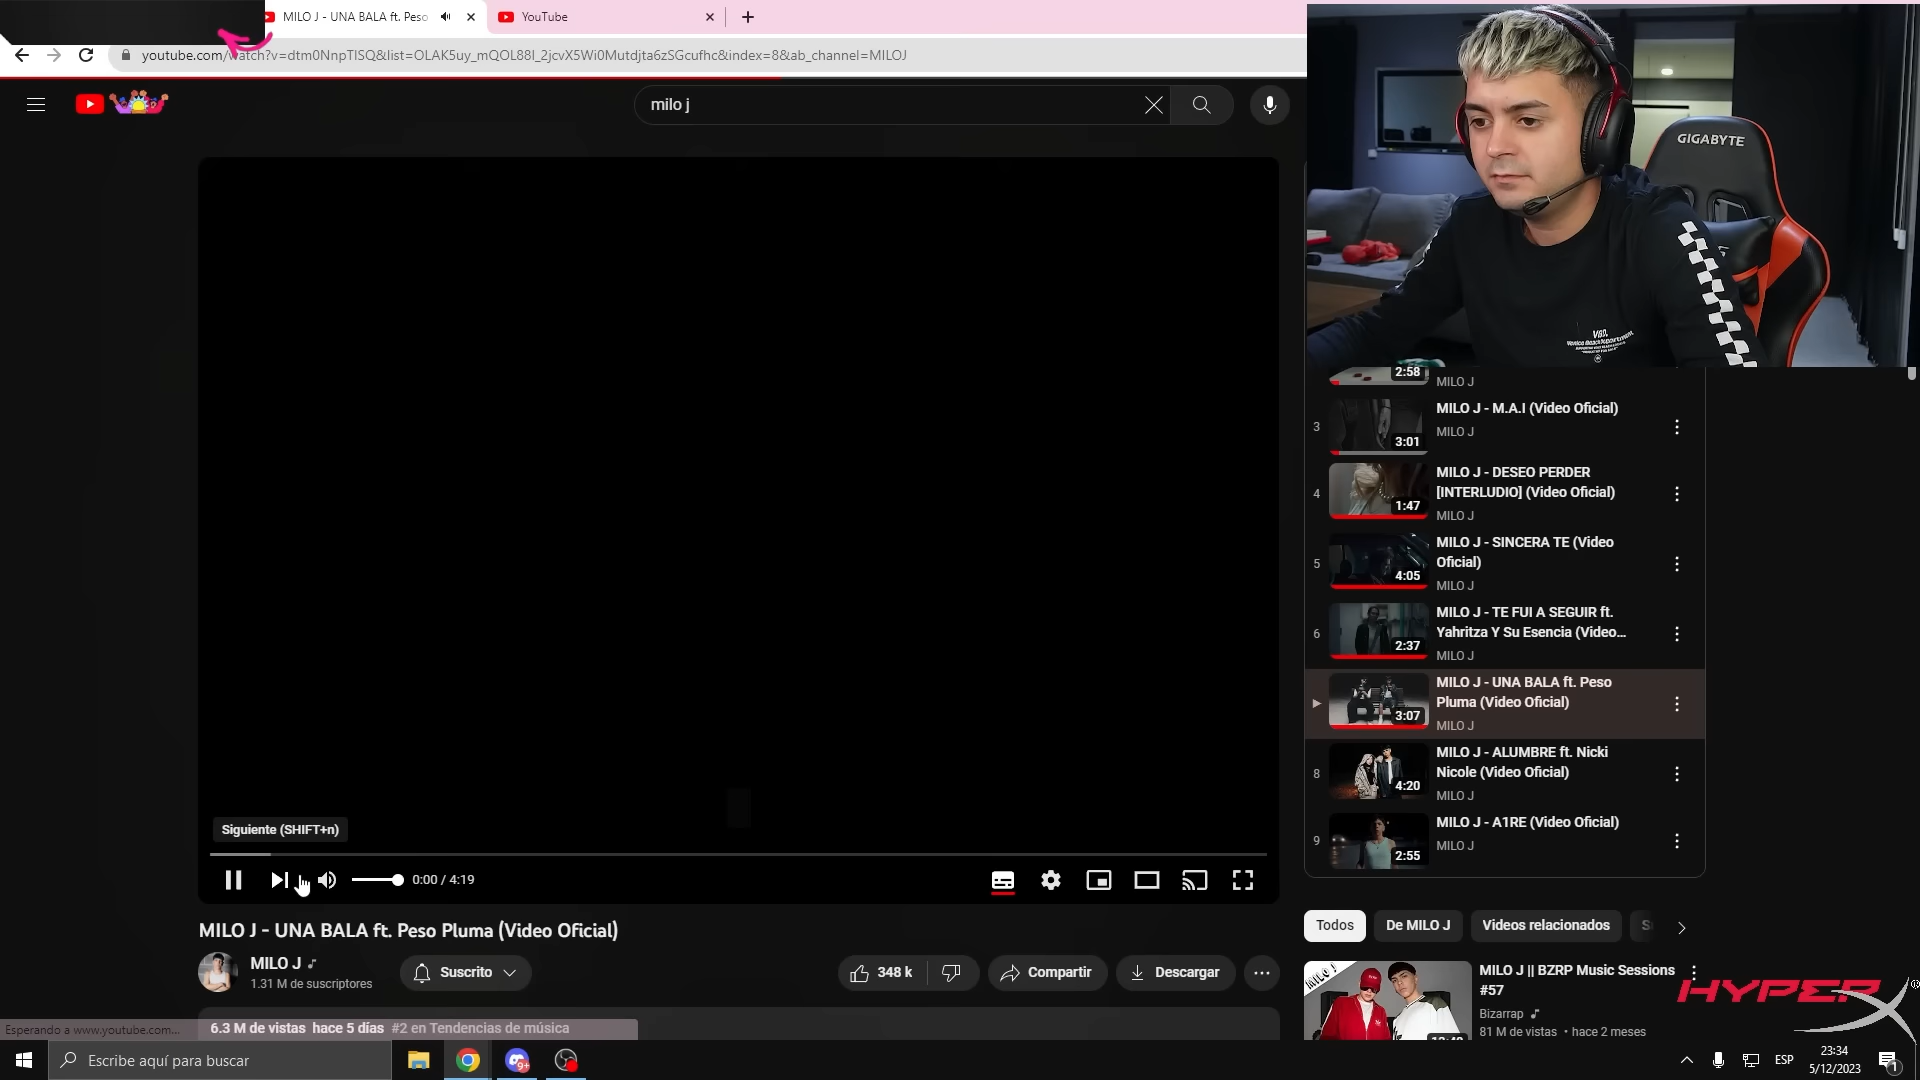 MILO J - UNA BALA ft. Peso
YouTube
youtube.com/watch?v=dtm0NnpTlSQ&list=OLAK5uy_mQOL88I_2jcvX5Wi0Mutdjta6zSGcufhc&index=8&ab_channel=MILOJ
milo j
GIGABYTE
Venice Beach Department
2:58
MILO J
3
3:01
MILO J - M.A.I (Video Oficial)
MILO J
4
1:47
MILO J - DESEO PERDER
[INTERLUDIO] (Video Oficial)
MILO J
5
4:05
MILO J - SINCERA TE (Video
Oficial)
MILO J
6
2:37
MILO J - TE FUI A SEGUIR ft.
Yahritza Y Su Esencia (Video...
MILO J
3:07
MILO J - UNA BALA ft. Peso
Pluma (Video Oficial)
MILO J
8
4:20
MILO J - ALUMBRE ft. Nicki
Nicole (Video Oficial)
MILO J
9
2:55
MILO J - A1RE (Video Oficial)
MILO J
Siguiente (SHIFT+n)
0:00 / 4:19
MILO J - UNA BALA ft. Peso Pluma (Video Oficial)
MILO J
1.31 M de suscriptores
Suscrito
348 k
Compartir
Descargar
6.3 M de vistas hace 5 días #2 en Tendencias de música
Esperando a www.youtube.com...
Todos
De MILO J
Videos relacionados
MILO J
MILO J || BZRP Music Sessions
#57
Bizarrap
81 M de vistas • hace 2 meses
HYPERX
Escribe aquí para buscar
9+
ESP
23:34
5/12/2023
1